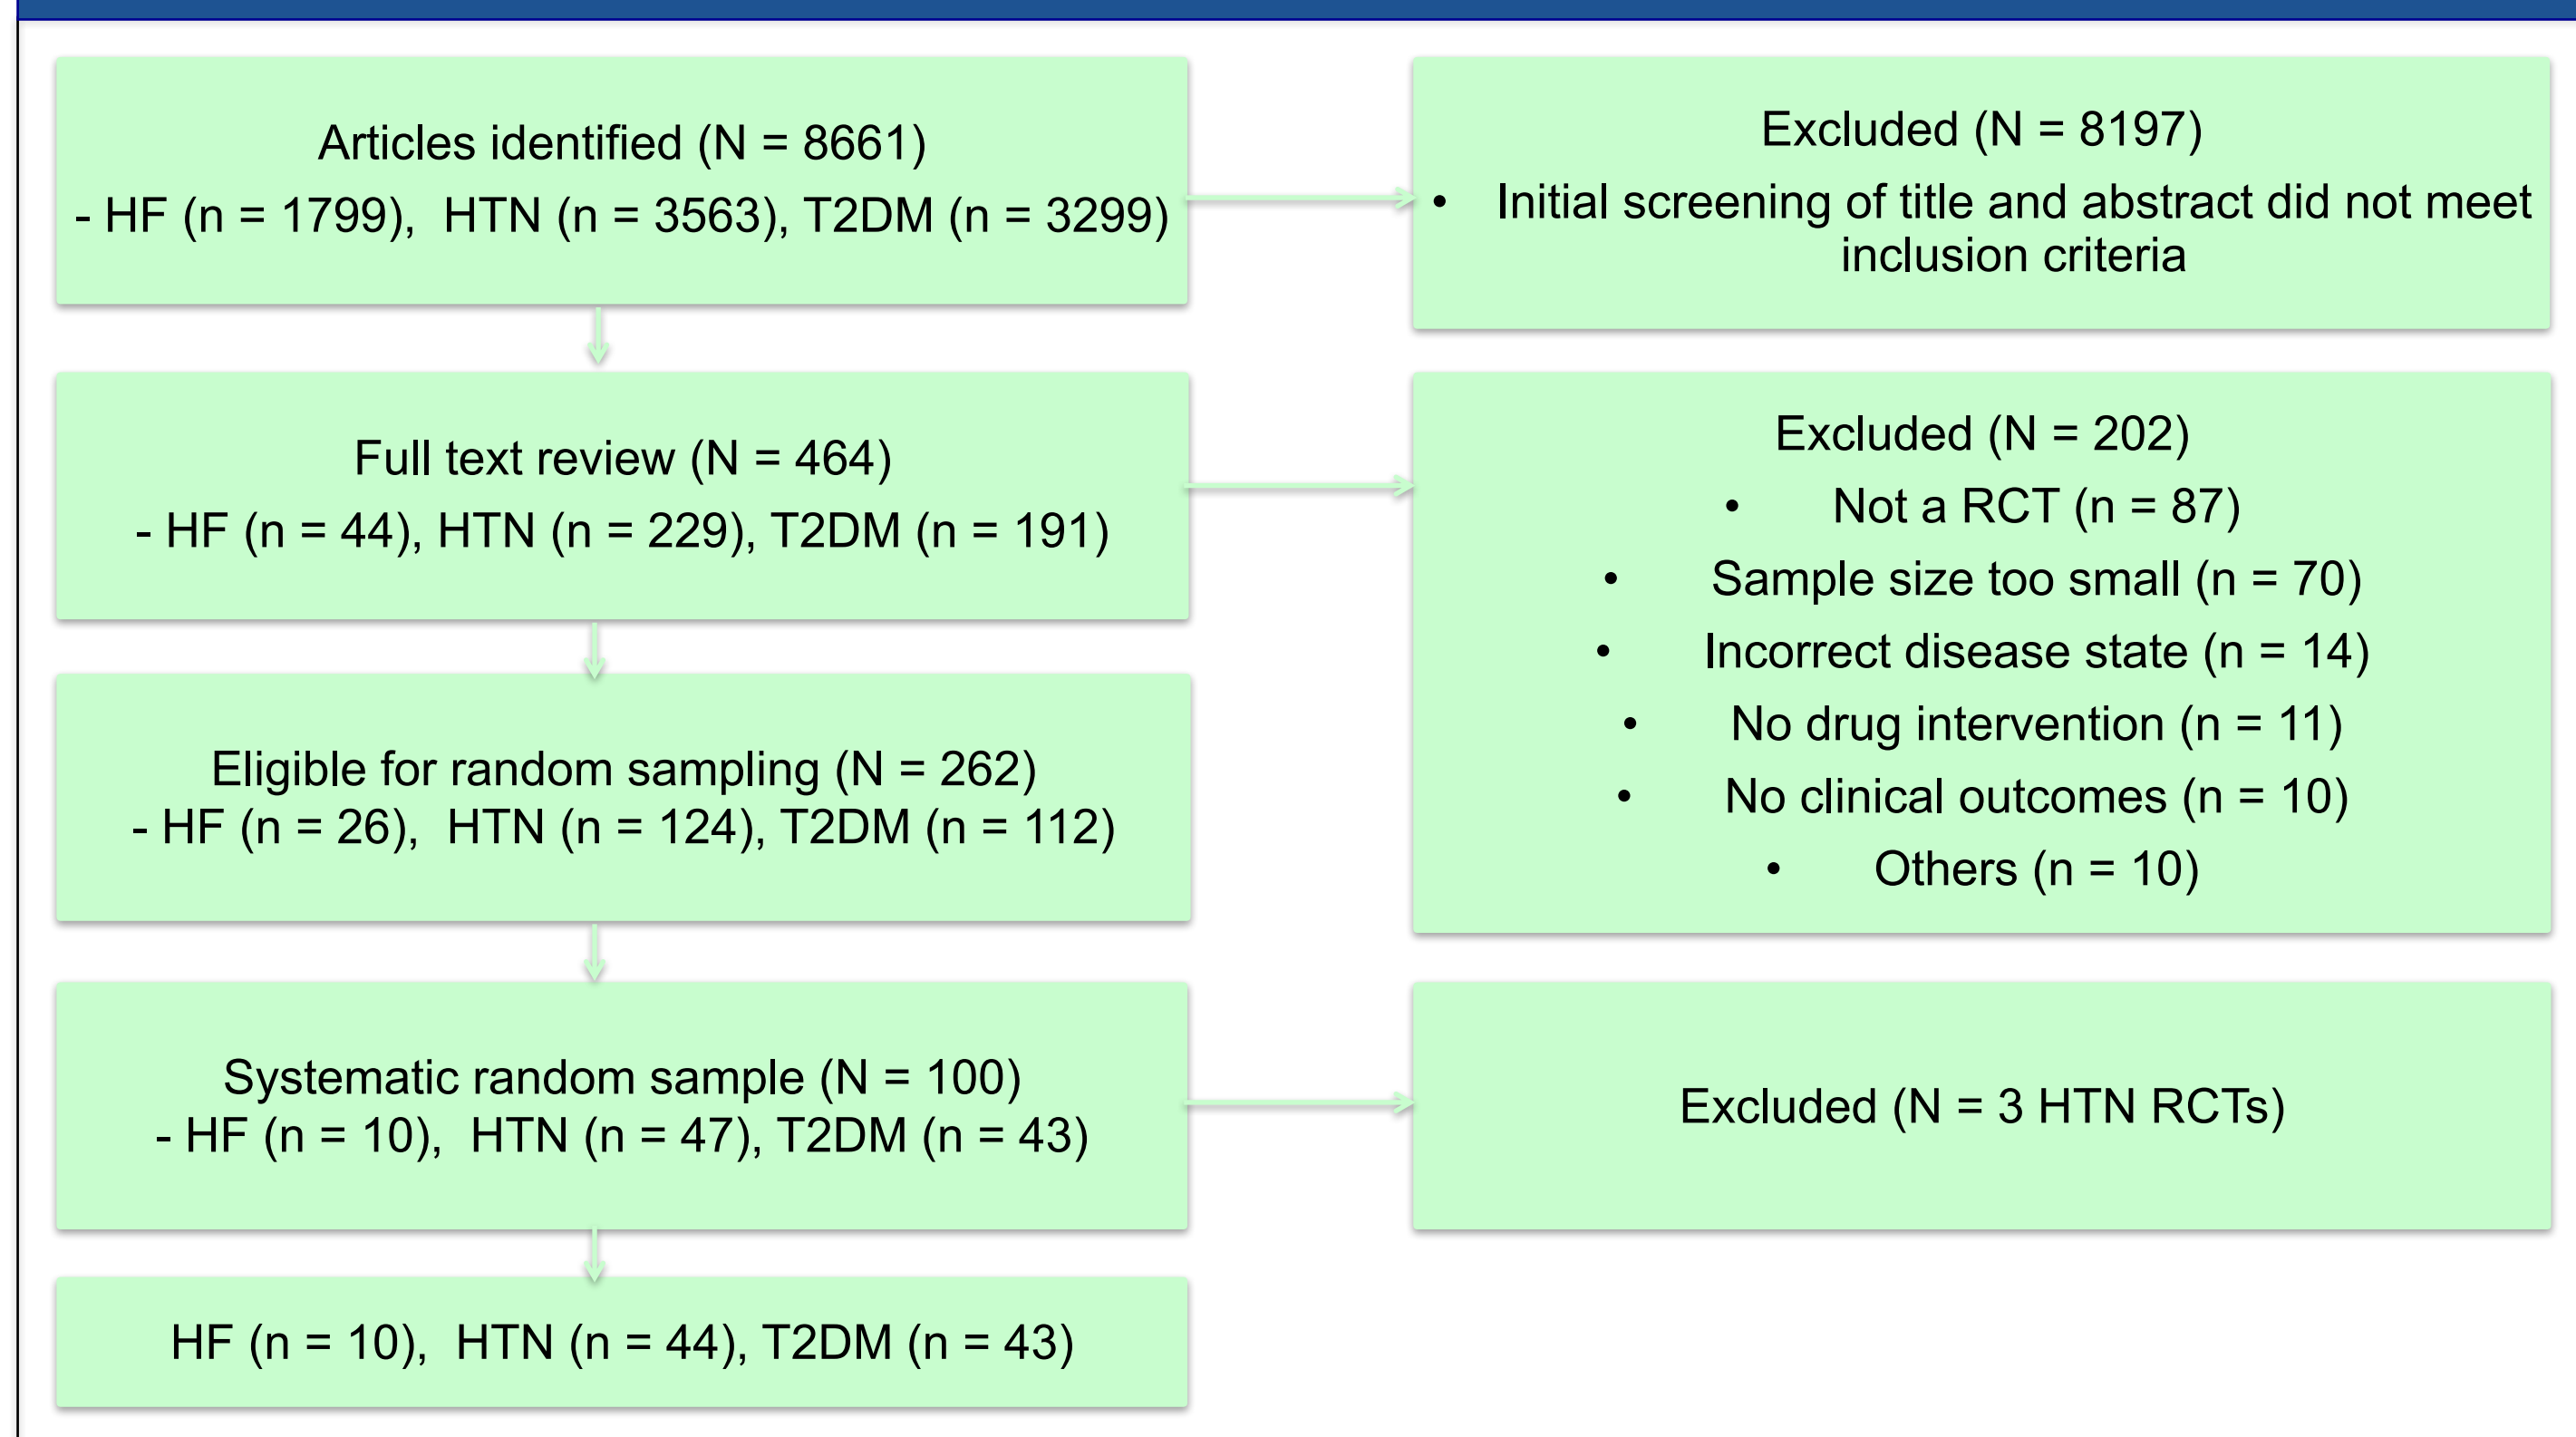 Articles identified (N = 8661)
- HF (n = 1799), HTN (n = 3563), T2DM (n = 3299)
Excluded (N = 8197)
• Initial screening of title and abstract did not meet
inclusion criteria
Full text review (N = 464)
- HF (n = 44), HTN (n = 229), T2DM (n = 191)
Excluded (N = 202)
• Not a RCT (n = 87)
• Sample size too small (n = 70)
• Incorrect disease state (n = 14)
• No drug intervention (n = 11)
• No clinical outcomes (n = 10)
• Others (n = 10)
Eligible for random sampling (N = 262)
- HF (n = 26), HTN (n = 124), T2DM (n = 112)
Systematic random sample (N = 100)
- HF (n = 10), HTN (n = 47), T2DM (n = 43)
Excluded (N = 3 HTN RCTs)
HF (n = 10), HTN (n = 44), T2DM (n = 43)